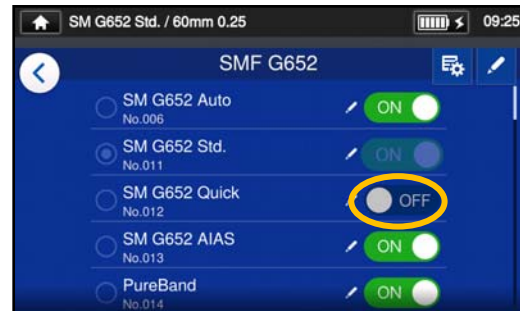 SM G652 Std. / 60mm 0.25 09:25
SMF G652
SM G652 Auto ON
No.006
SM G652 Std. ON
No.011
SM G652 Quick OFF
No.012
SM G652 AIAS ON
No.013
PureBand ON
No.014